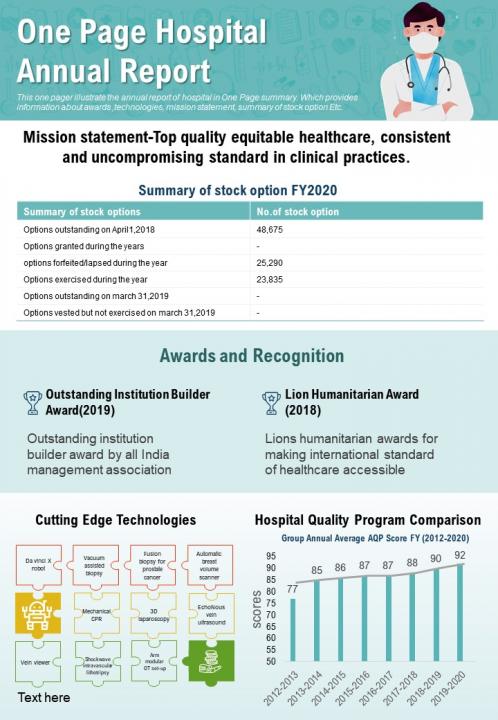 One Page Hospital
Annual Report
This one pager illustrate the annual report of hospital in One Page summary. Which provides
information about awards, technologies, mission statement, summary of stock option Etc.
Mission statement-Top quality equitable healthcare, consistent
and uncompromising standard in clinical practices.
Summary of stock option FY2020
Summary of stock options No.of stock option
Options outstanding on April1,2018 48,675
Options granted during the years -
options forfeited/lapsed during the year 25,290
Options exercised during the year 23,835
Options outstanding on march 31,2019 -
Options vested but not exercised on march 31,2019 -
Awards and Recognition
Outstanding Institution Builder
Award(2019)
Outstanding institution
builder award by all India
management association
Lion Humanitarian Award
(2018)
Lions humanitarian awards for
making international standard
of healthcare accessible
Cutting Edge Technologies
Da vinci X
robot
Vacuum
assisted
biopsy
Fusion
biopsy for
prostate
cancer
Automatic
breast
volume
scanner
Mechanical
CPR
3D
laparoscopy
EchoNous
vein
ultrasound
Vein viewer
Shockwave
intravascular
lithotripsy
Arm
modular
OT set-up
Text here
Hospital Quality Program Comparison
Group Annual Average AQP Score FY (2012-2020)
scores
95
90
85
80
75
70
65
60
55
50
77
85
86
87
87
88
90
92
2012-2013
2013-2014
2014-2015
2015-2016
2016-2017
2017-2018
2018-2019
2019-2020